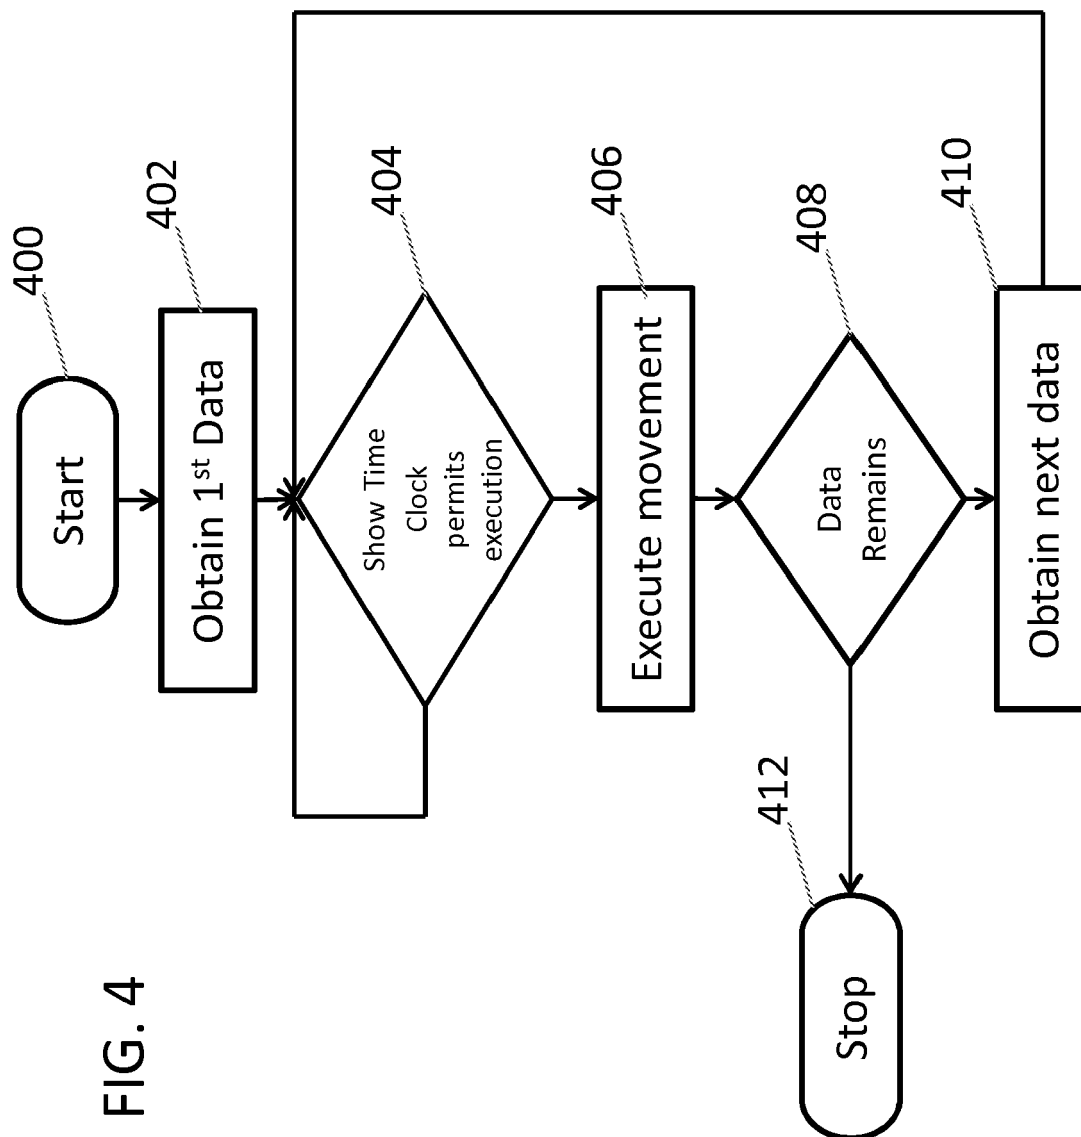 FIG. 4
400
Start
402
Obtain 1st Data
404
Show Time
Clock
permits
execution
406
Execute movement
408
Data
Remains
410
Obtain next data
412
Stop